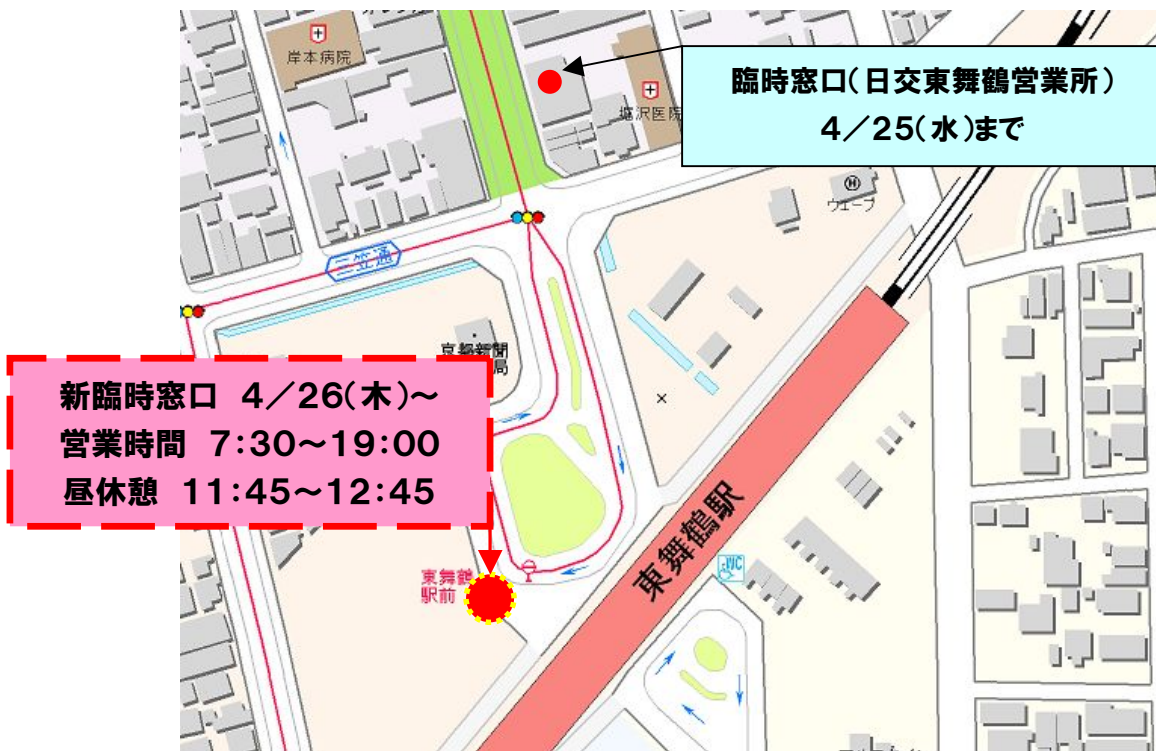 岸本病院
臨時窓口(日交東舞鶴営業所)
4/25(水)まで
堀沢医院
H
ウェーブ
三笠通
京都新聞
局
新臨時窓口 4/26(木)~
営業時間 7:30~19:00
昼休憩 11:45~12:45
東舞鶴駅
WC
東舞鶴
駅前